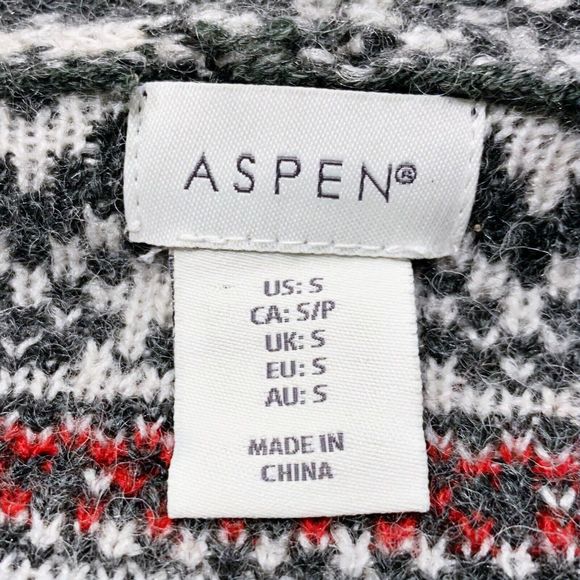 ASPEN®
US: S
CA: S/P
UK: S
EU: S
AU: S
MADE IN
CHINA